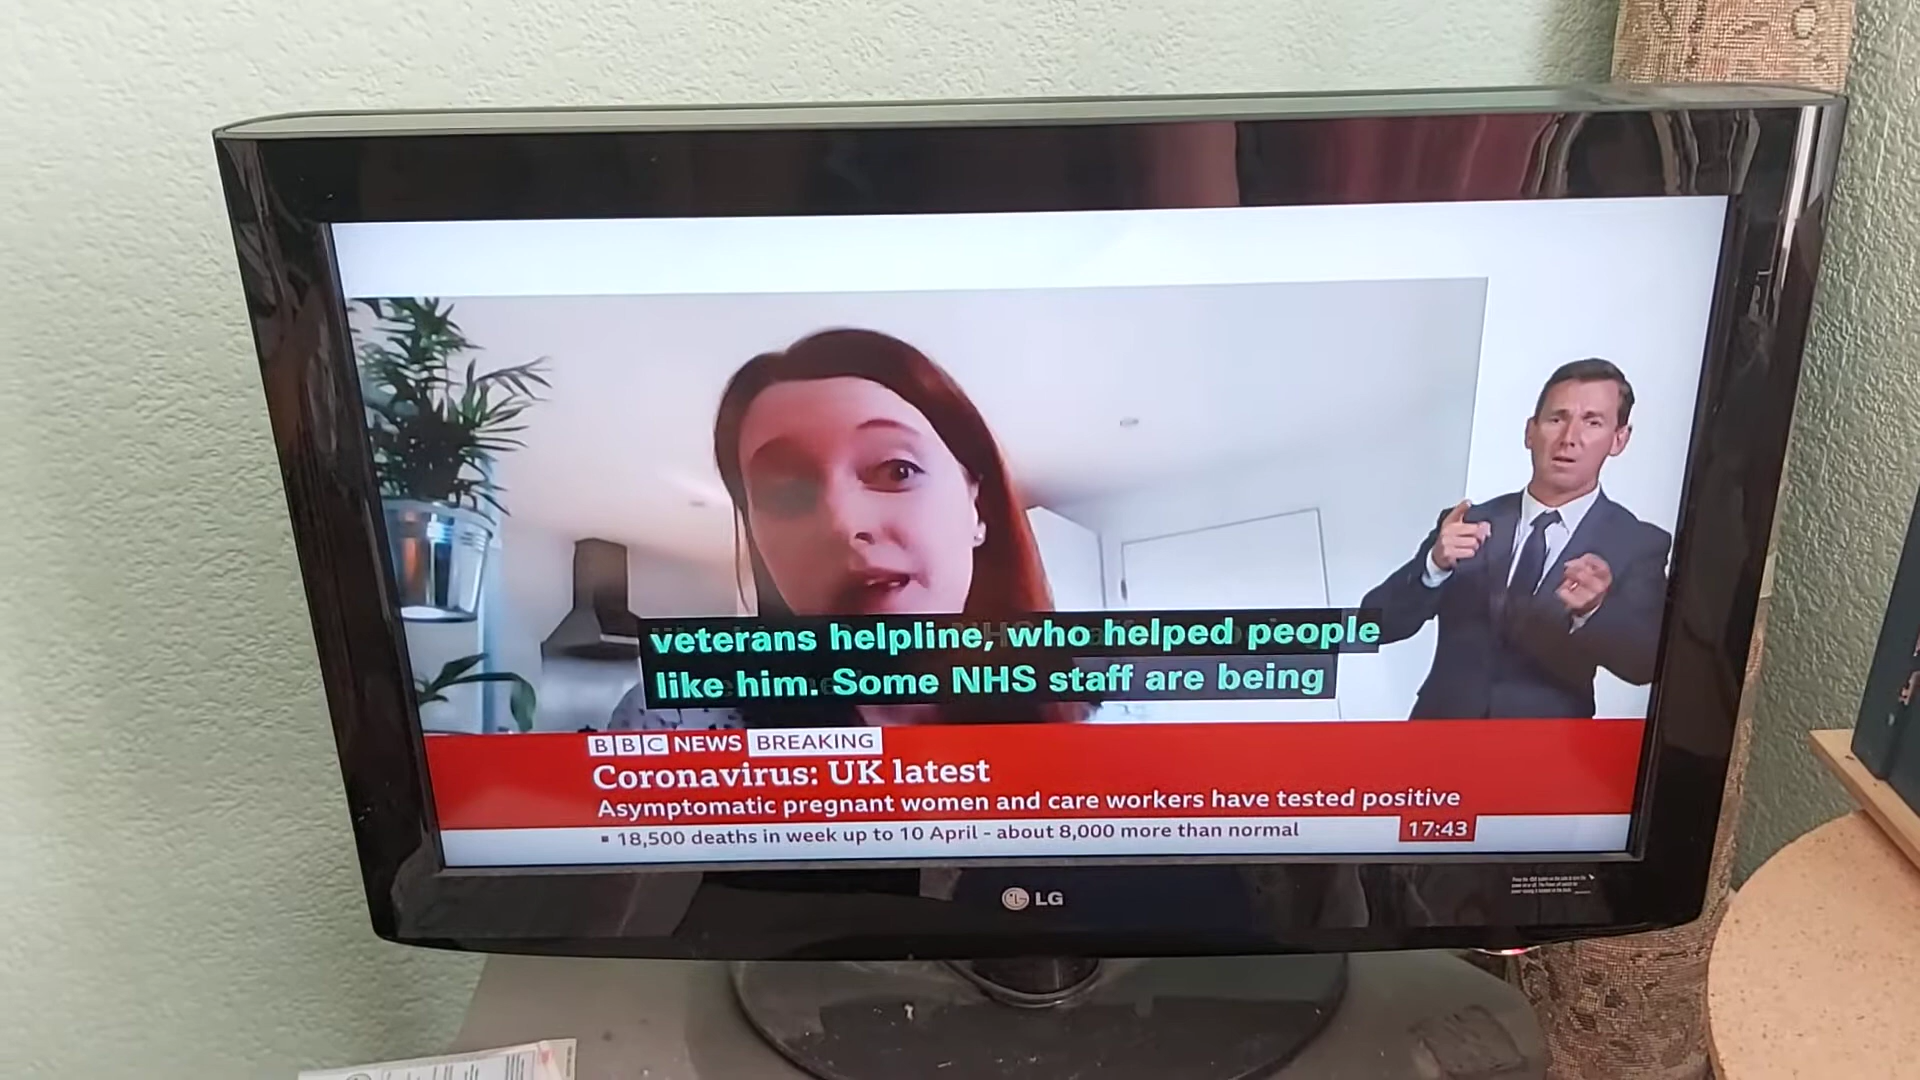 veterans helpline, who helped people
like him. Some NHS staff are being
BBC NEWS BREAKING
Coronavirus: UK latest
Asymptomatic pregnant women and care workers have tested positive
18,500 deaths in week up to 10 April - about 8,000 more than normal
17:43
LG